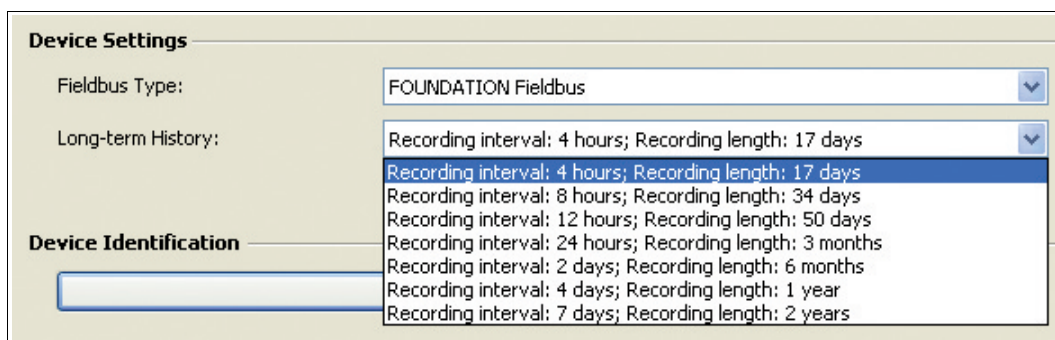 Device Settings
Fieldbus Type: FOUNDATION Fieldbus
Long-term History: Recording interval: 4 hours; Recording length: 17 days
Recording interval: 4 hours; Recording length: 17 days
Recording interval: 8 hours; Recording length: 34 days
Recording interval: 12 hours; Recording length: 50 days
Device Identification
Recording interval: 24 hours; Recording length: 3 months
Recording interval: 2 days; Recording length: 6 months
Recording interval: 4 days; Recording length: 1 year
Recording interval: 7 days; Recording length: 2 years